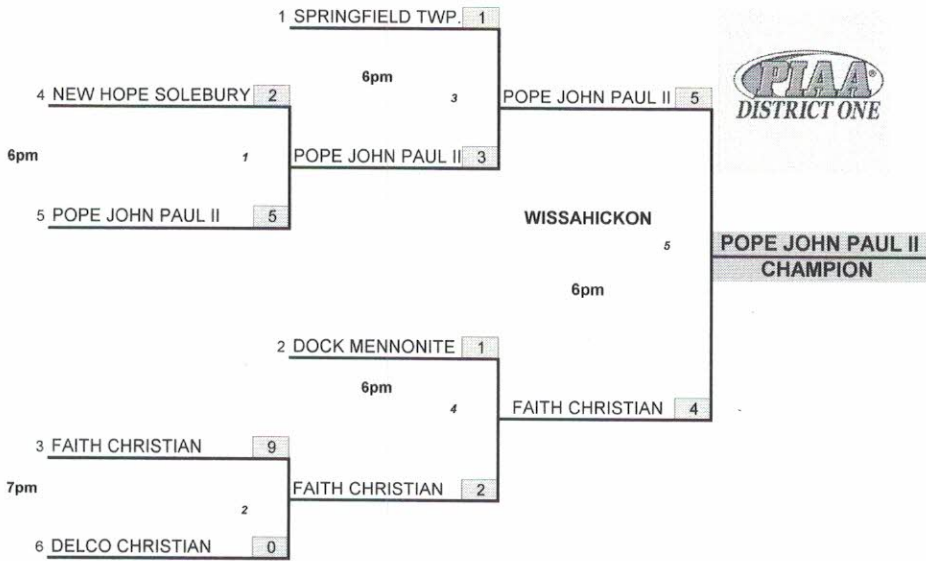 1 SPRINGFIELD TWP. 1
6pm
3
PIAA®
DISTRICT ONE
4 NEW HOPE SOLEBURY 2
POPE JOHN PAUL II 5
6pm
1
POPE JOHN PAUL II 3
5 POPE JOHN PAUL II 5
WISSAHICKON
5
POPE JOHN PAUL II
CHAMPION
6pm
2 DOCK MENNONITE 1
6pm
4
FAITH CHRISTIAN 4
3 FAITH CHRISTIAN 9
7pm
2
FAITH CHRISTIAN 2
6 DELCO CHRISTIAN 0